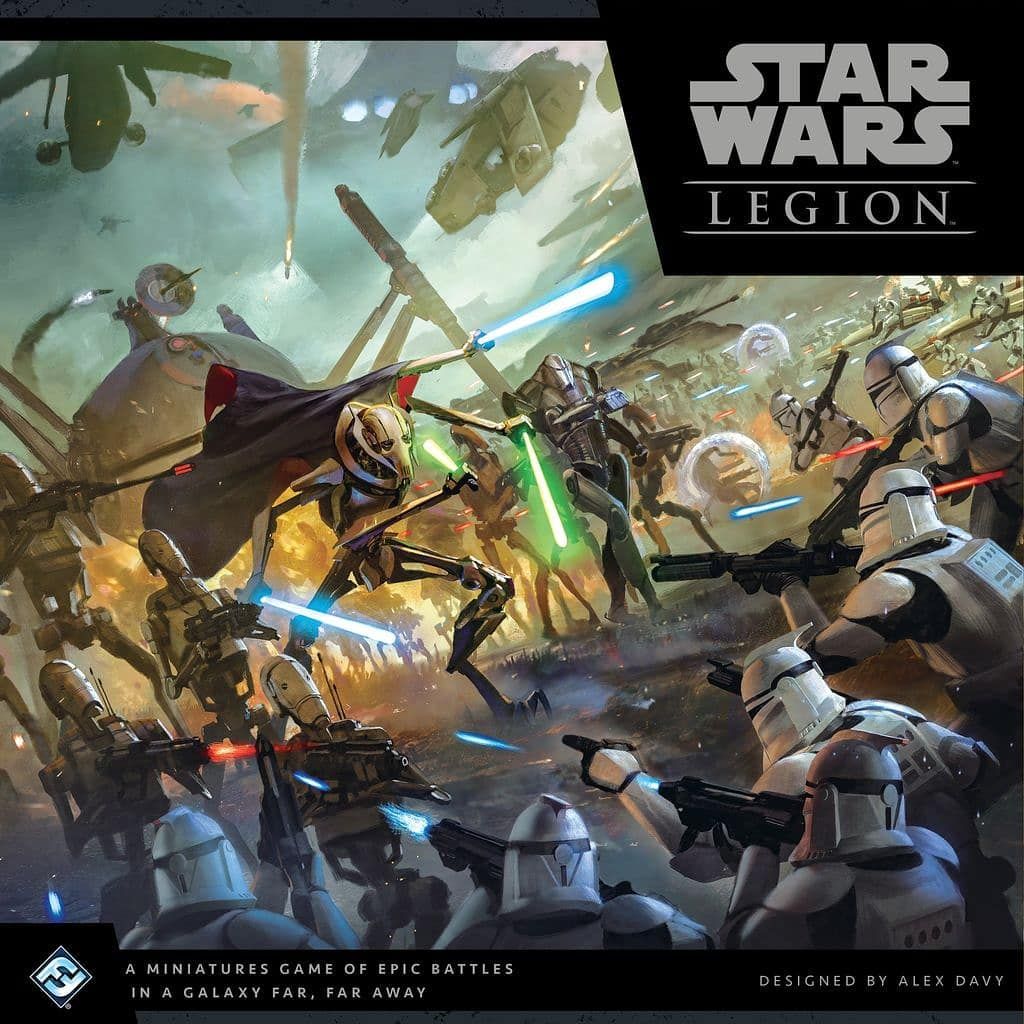 STAR
WARS
LEGION
A MINIATURES GAME OF EPIC BATTLES
IN A GALAXY FAR, FAR AWAY
DESIGNED BY ALEX DAVY